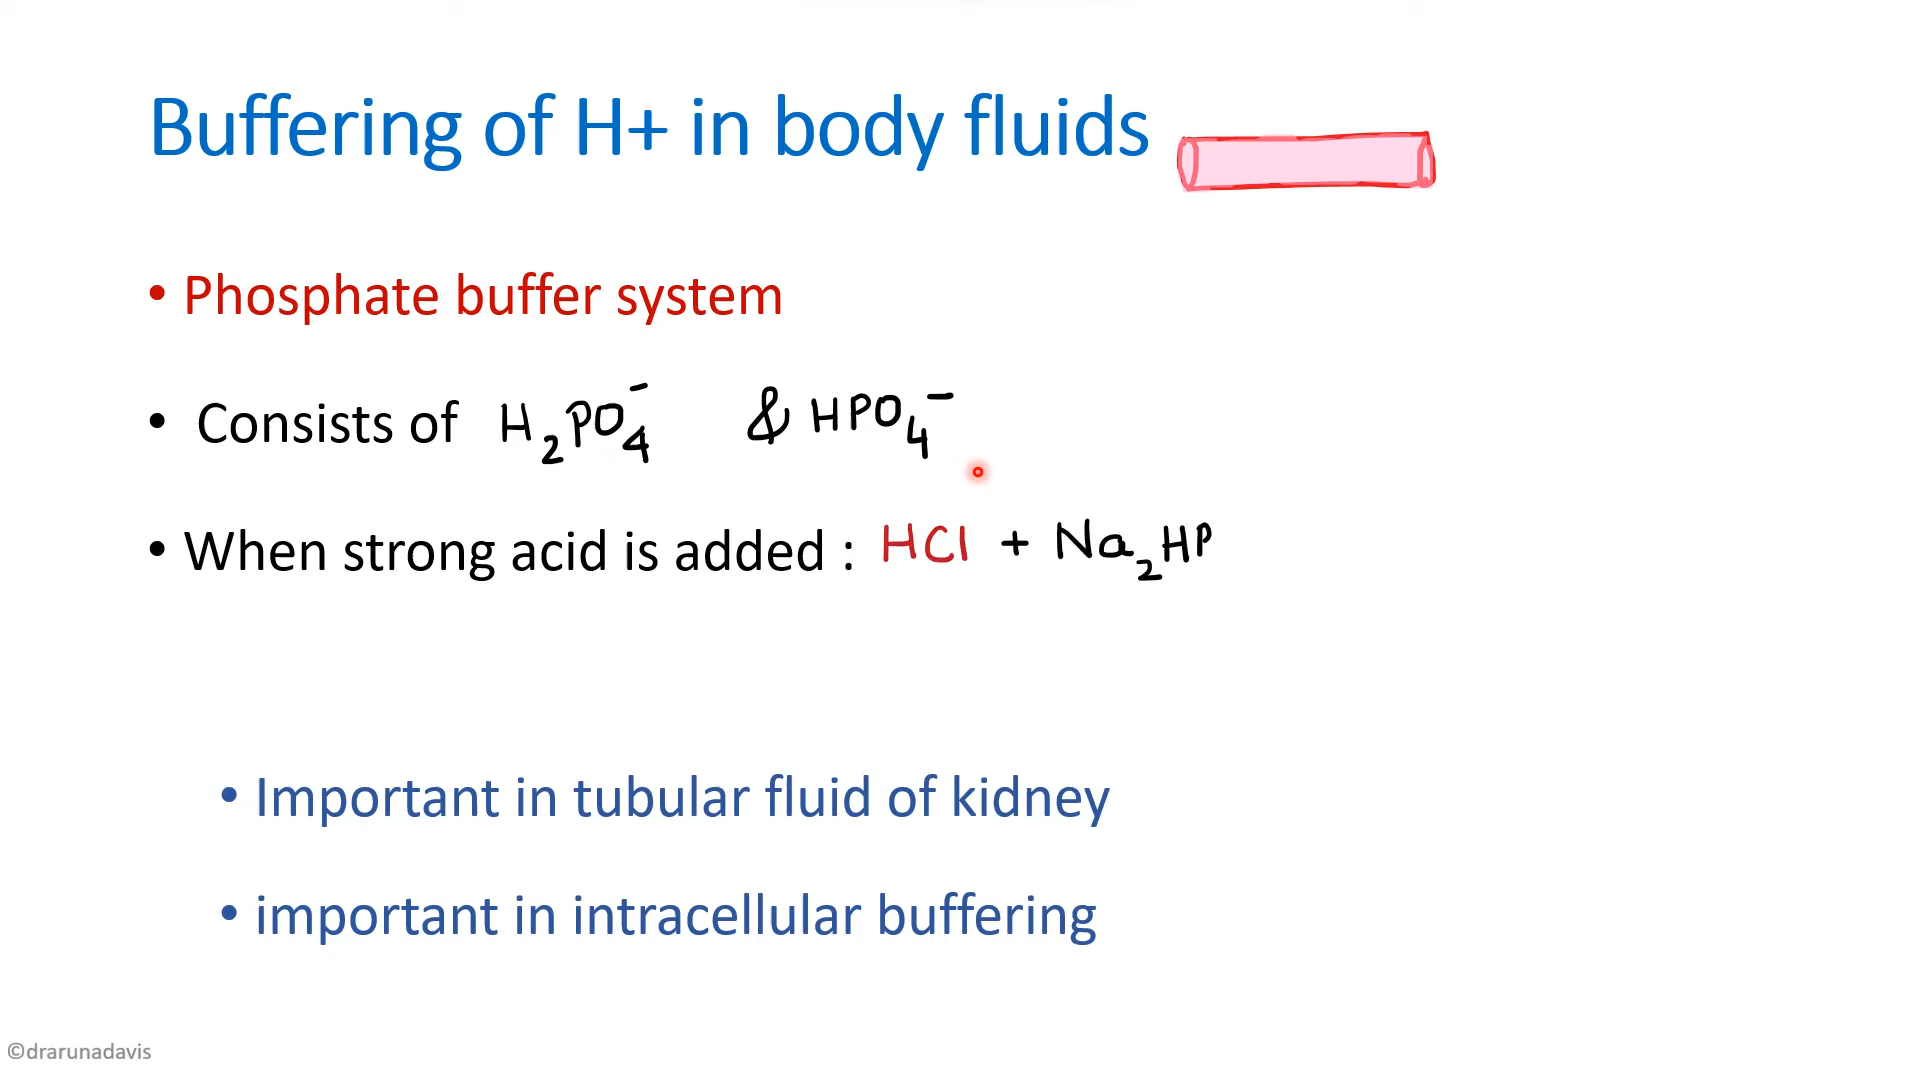 Buffering of H+ in body fluids
• Phosphate buffer system
• Consists of H₂PO₄⁻ & HPO₄⁻
• When strong acid is added : HCl + Na₂HP
• Important in tubular fluid of kidney
• important in intracellular buffering
©drarunadavis